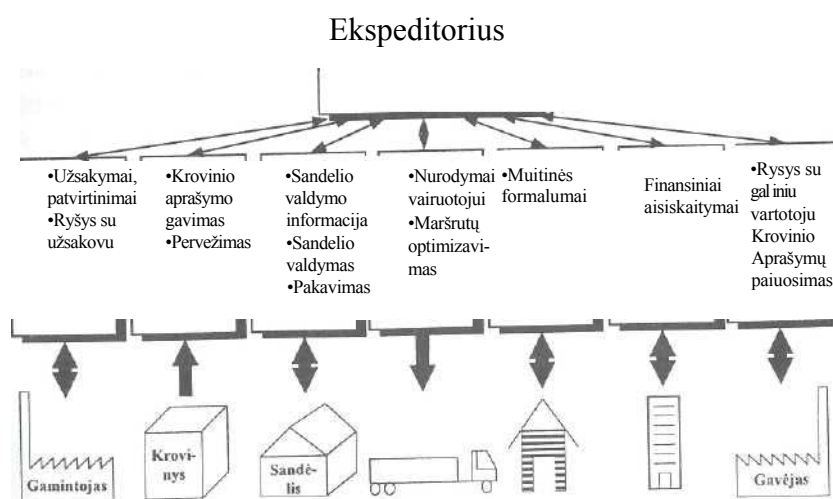 Ekspeditorius
•Užsakymai,
patvirtinimai
•Ryšys su
užsakovu
•Krovinio
aprašymo
gavimas
•Pervežimas
•Sandelio
valdymo
informacija
•Sandelio
valdymas
•Pakavimas
•Nurodymai
vairuotojui
•Maršrutų
optimizavi-
mas
•Muitinės
formalumai
Finansiniai
aisiskaitymai
•Rysys su
galiniu
vartotoju
Krovinio
Aprašymų
paiuosimas
Gamintojas
Krovi-
nys
Sandė-
lis
Gavėjas